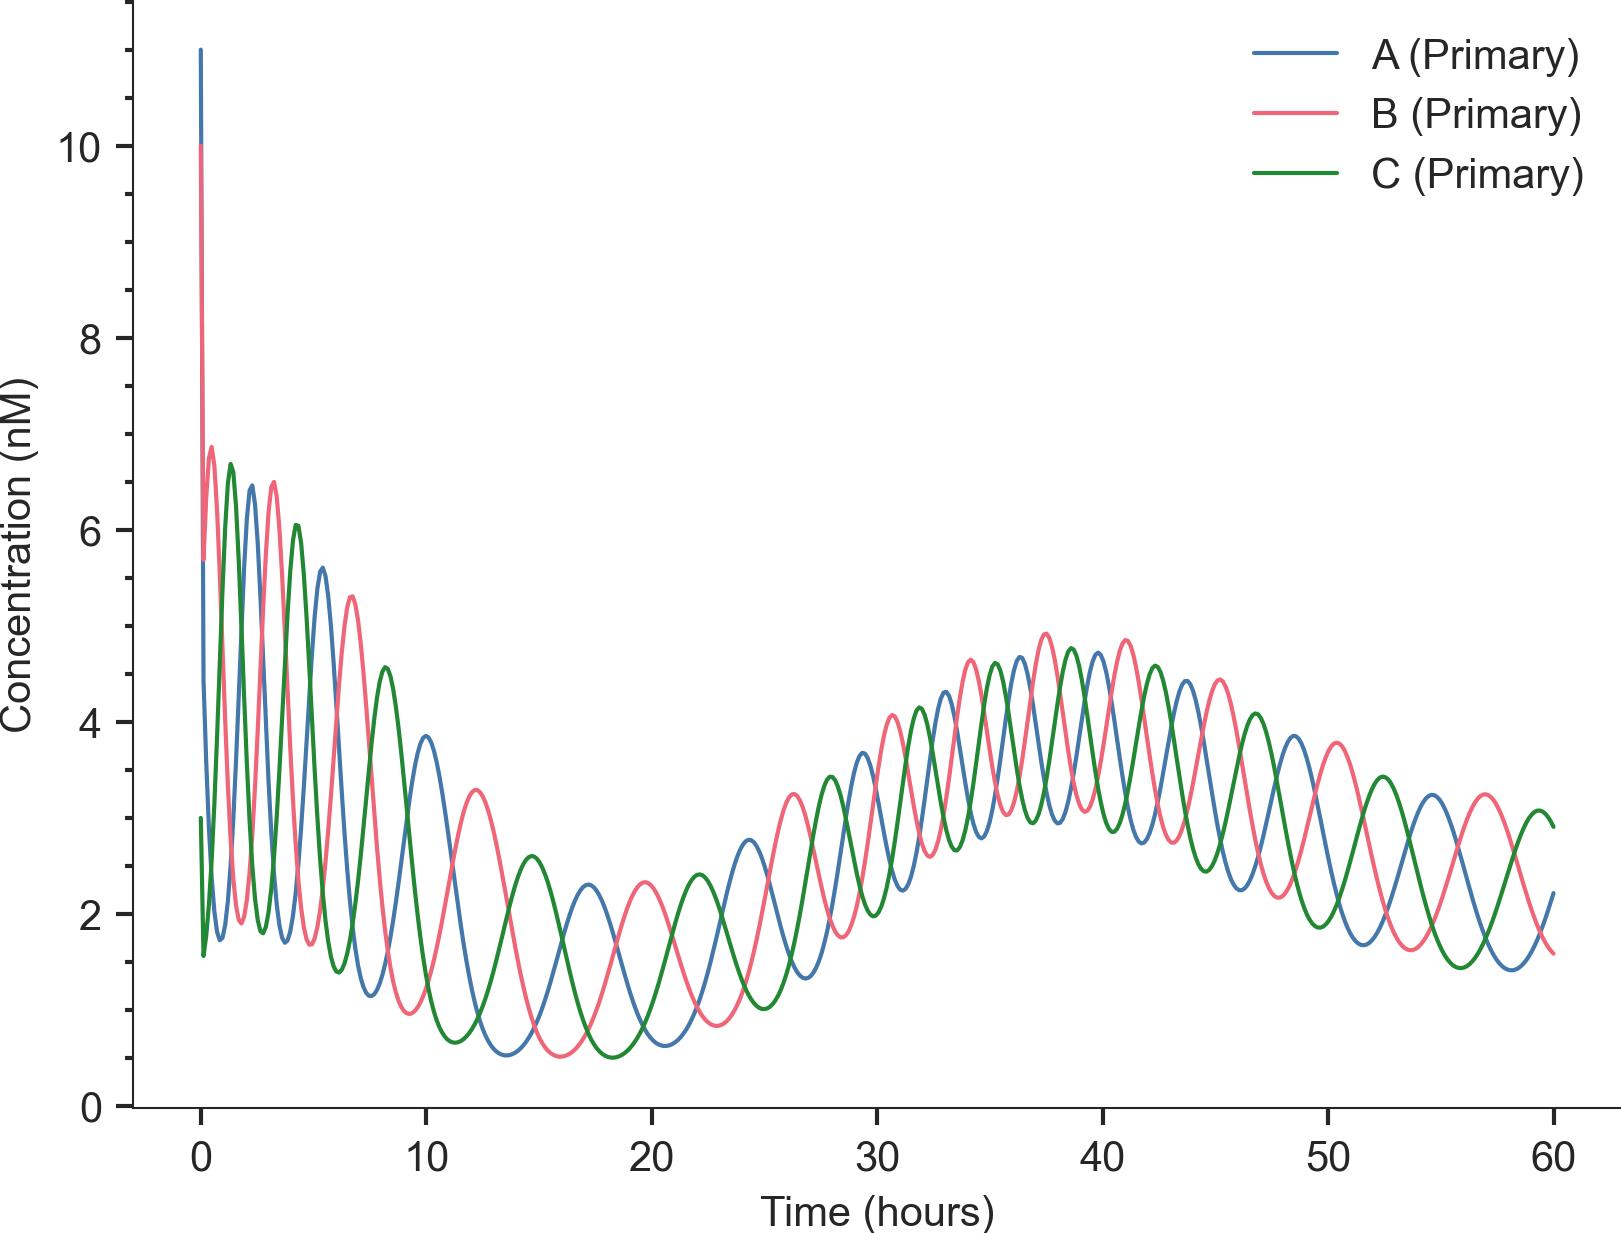 A (Primary)
B (Primary)
C (Primary)
10
8
6
4
2
0
Concentration (nM)
0 10 20 30 40 50 60
Time (hours)